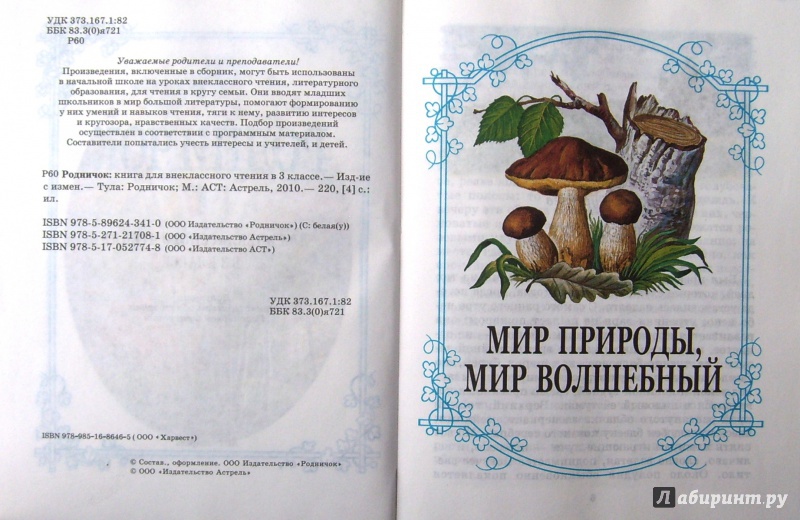 УДК 373.167.1:82
ББК 83.3(0)я721
Р60
Уважаемые родители и преподаватели!
Произведения, включенные в сборник, могут быть использованы
в начальной школе на уроках внеклассного чтения, литературного
образования, для чтения в кругу семьи. Они вводят младших
школьников в мир большой литературы, помогают формированию
у них умений и навыков чтения, тяги к нему, развитию интересов
и кругозора, нравственных качеств. Подбор произведений
осуществлен в соответствии с программным материалом.
Составители попытались учесть интересы и учителей, и детей.
Р60 Родничок: книга для внеклассного чтения в 3 классе.— Изд-ие
с измен.— Тула: Родничок; М.: АСТ: Астрель, 2010.— 220, [4] с.:
ил.
ISBN 978-5-89624-341-0 (ООО Издательство «Родничок») (С: белая(у))
ISBN 978-5-271-21708-1 (ООО «Издательство Астрель»)
ISBN 978-5-17-052774-8 (ООО «Издательство АСТ»)
УДК 373.167.1:82
ББК 83.3(0)я721
ISBN 978-985-16-8646-5 ( ООО «Харвест»)
© Состав., оформление. ООО Издательство «Родничок»
© ООО «Издательство Астрель»
МИР ПРИРОДЫ,
МИР ВОЛШЕБНЫЙ
Лабиринт.ру